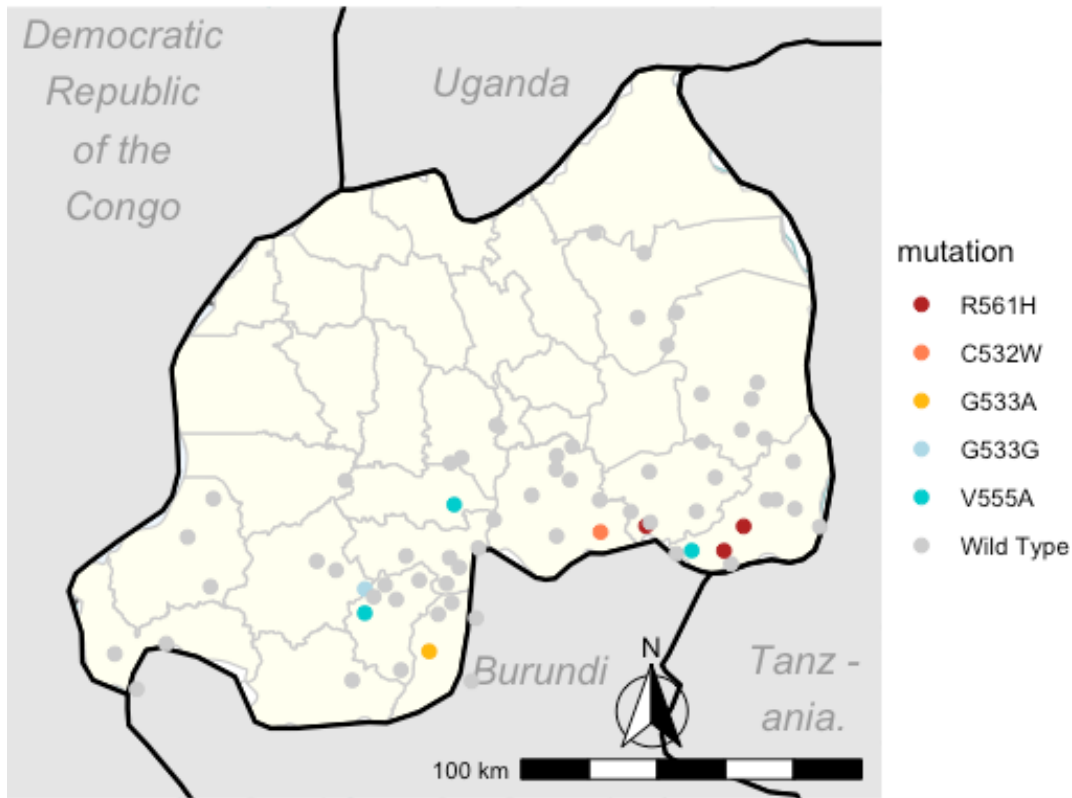 Democratic
Republic
of the
Congo
Uganda
mutation
R561H
C532W
G533A
G533G
V555A
Wild Type
Burundi
N
Tanz -
ania.
100 km